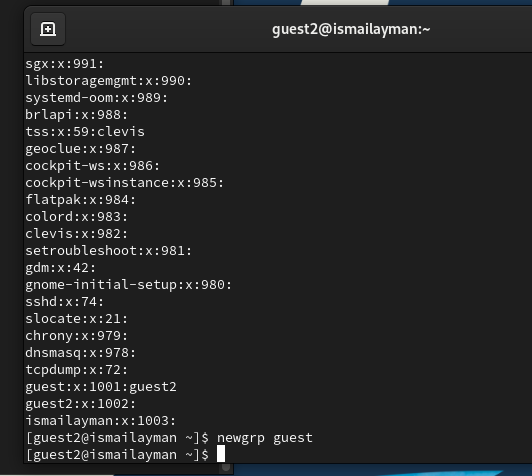 guest2@ismailayman:~
sgx:x:991:
libstoragemgmt:x:990:
systemd-oom:x:989:
brlapi:x:988:
tss:x:59:clevis
geoclue:x:987:
cockpit-ws:x:986:
cockpit-wsinstance:x:985:
flatpak:x:984:
colord:x:983:
clevis:x:982:
setroubleshoot:x:981:
gdm:x:42:
gnome-initial-setup:x:980:
sshd:x:74:
slocate:x:21:
chrony:x:979:
dnsmasq:x:978:
tcpdump:x:72:
guest:x:1001:guest2
guest2:x:1002:
ismailayman:x:1003:
[guest2@ismailayman ~]$ newgrp guest
[guest2@ismailayman ~]$